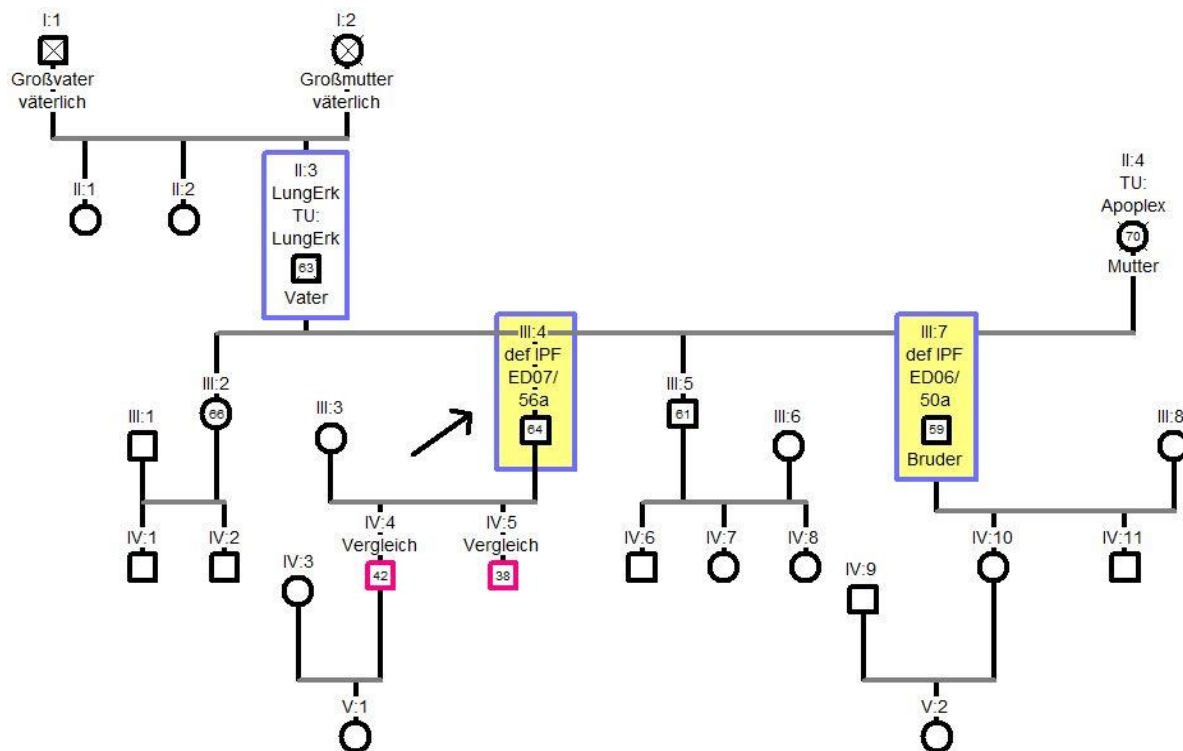 I:1
I:2
Großvater
väterlich
Großmutter
väterlich
II:1
II:2
II:3
LungErk
TU:
LungErk
63
Vater
II:4
TU:
Apoplex
70
Mutter
III:1
III:2
66
III:3
III:4
def IPF
ED07/
56a
64
III:5
61
III:6
III:7
def IPF
ED06/
50a
59
Bruder
III:8
IV:1
IV:2
IV:3
IV:4
Vergleich
42
IV:5
Vergleich
38
IV:6
IV:7
IV:8
IV:9
IV:10
IV:11
V:1
V:2